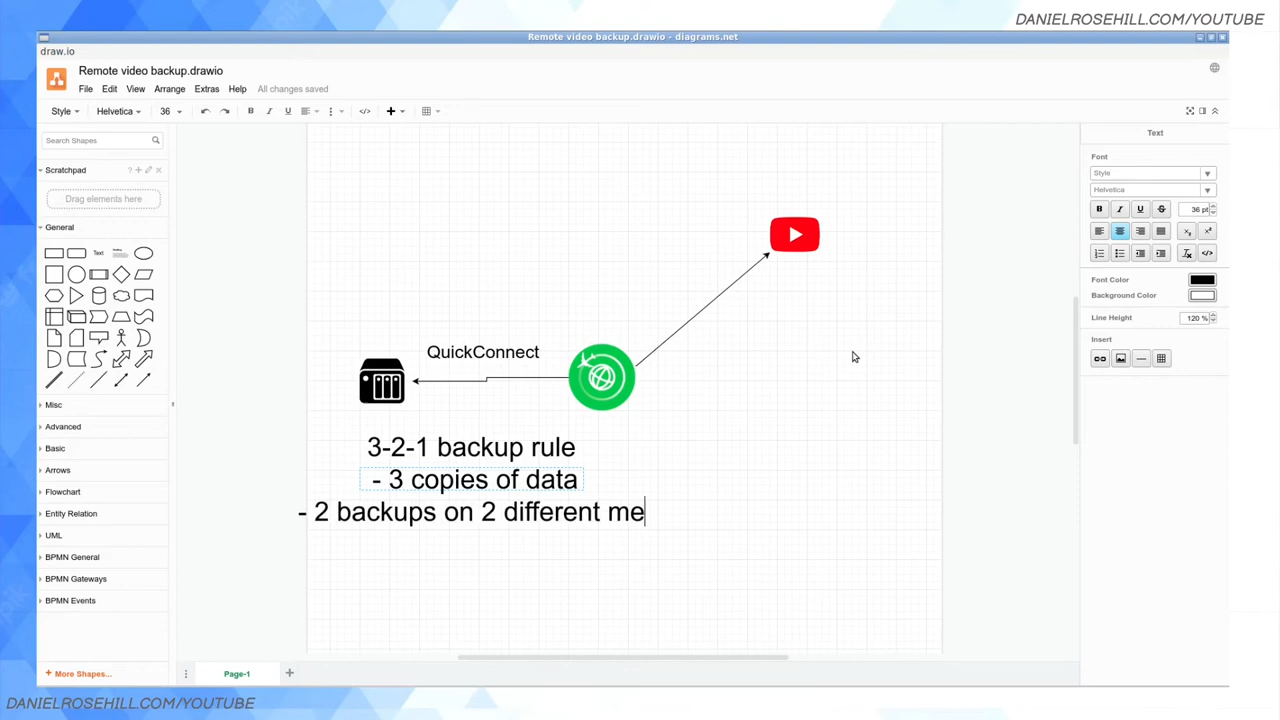 DANIELROSEHILL.COM/YOUTUBE
Remote video backup.drawio - diagrams.net
draw.io
Remote video backup.drawio
File Edit View Arrange Extras Help All changes saved
Style Helvetica 36 B I U
Search Shapes
Scratchpad
Drag elements here
General
Text
Misc
Advanced
Basic
Arrows
Flowchart
Entity Relation
UML
BPMN General
BPMN Gateways
BPMN Events
+ More Shapes...
QuickConnect
3-2-1 backup rule
- 3 copies of data
- 2 backups on 2 different me
Page-1
Text
Font
Style
Helvetica
B I U S 36 pt
Font Color
Background Color
Line Height 120 %
Insert
DANIELROSEHILL.COM/YOUTUBE